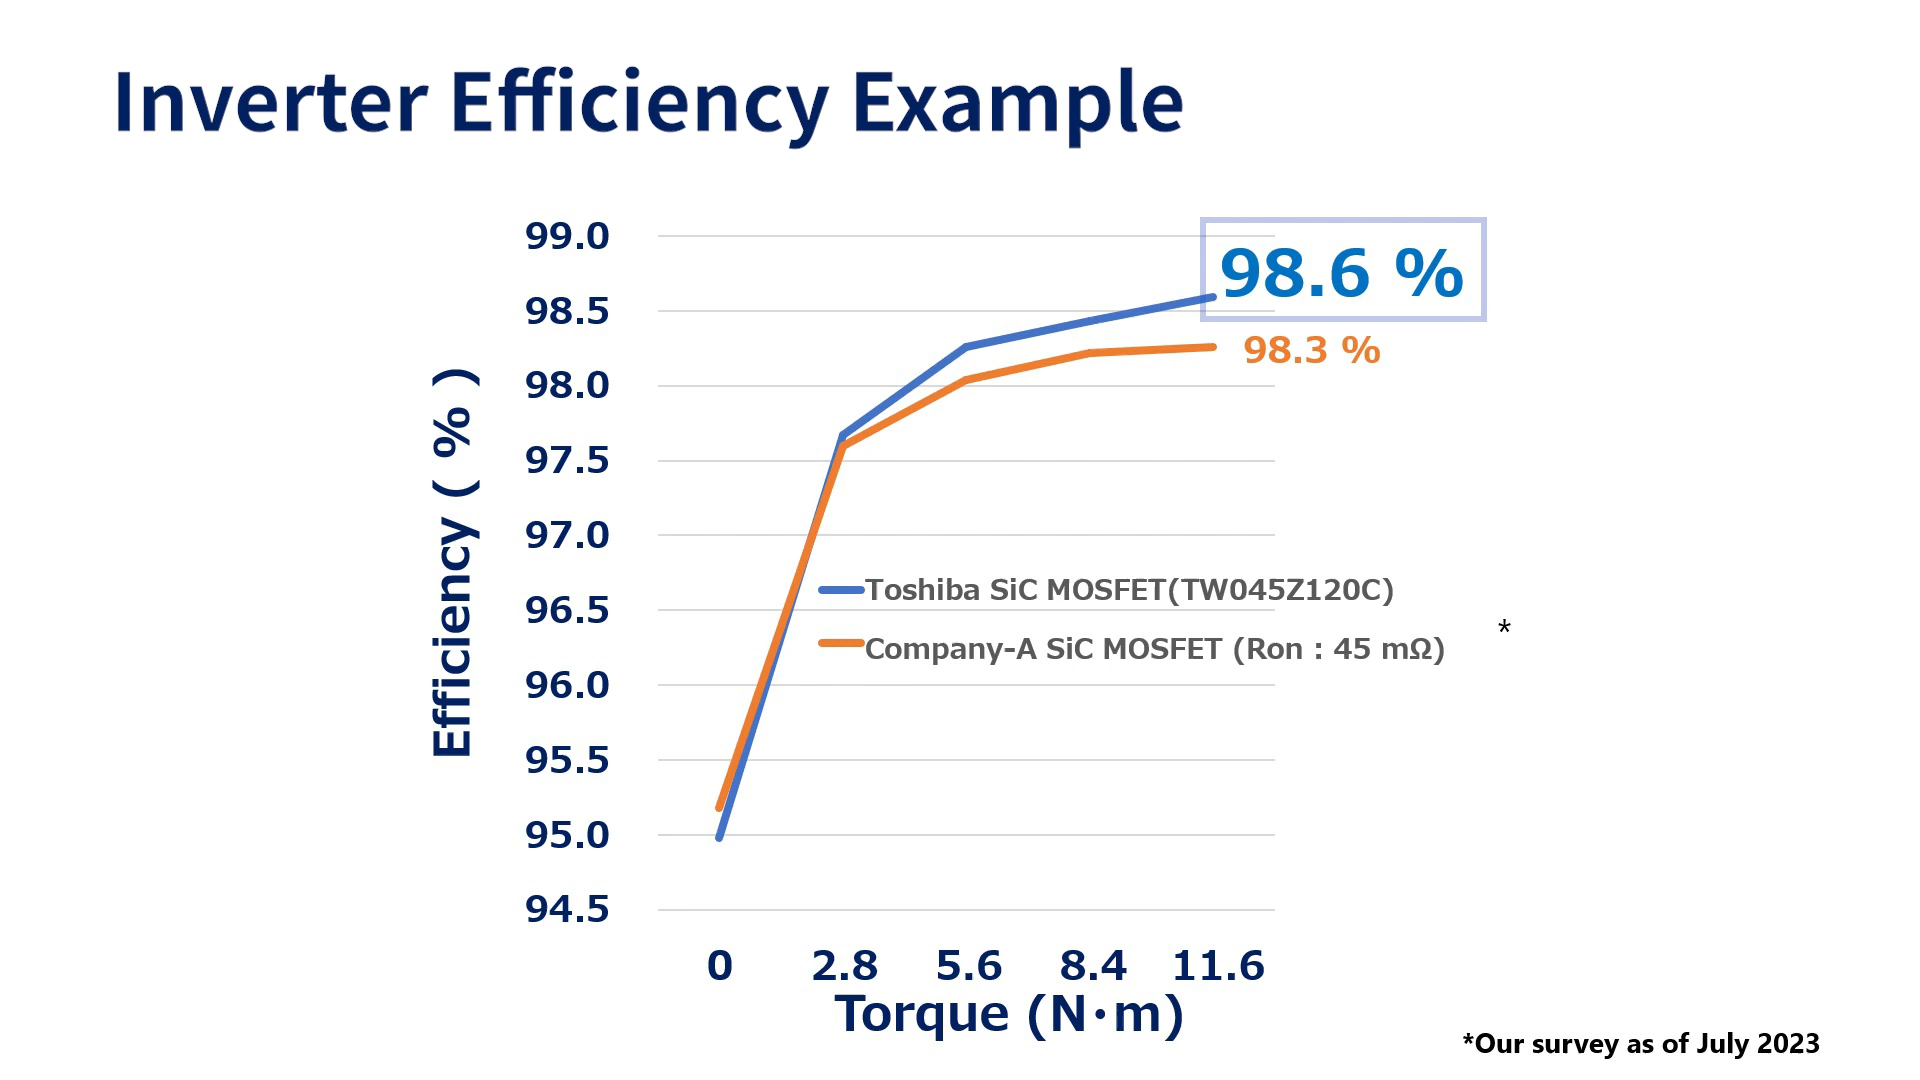 Inverter Efficiency Example
99.0
98.5
98.0
97.5
97.0
96.5
96.0
95.5
95.0
94.5
Efficiency ( % )
98.6 %
98.3 %
Toshiba SiC MOSFET(TW045Z120C)
Company-A SiC MOSFET (Ron : 45 mΩ) *
0 2.8 5.6 8.4 11.6
Torque (N･m)
*Our survey as of July 2023